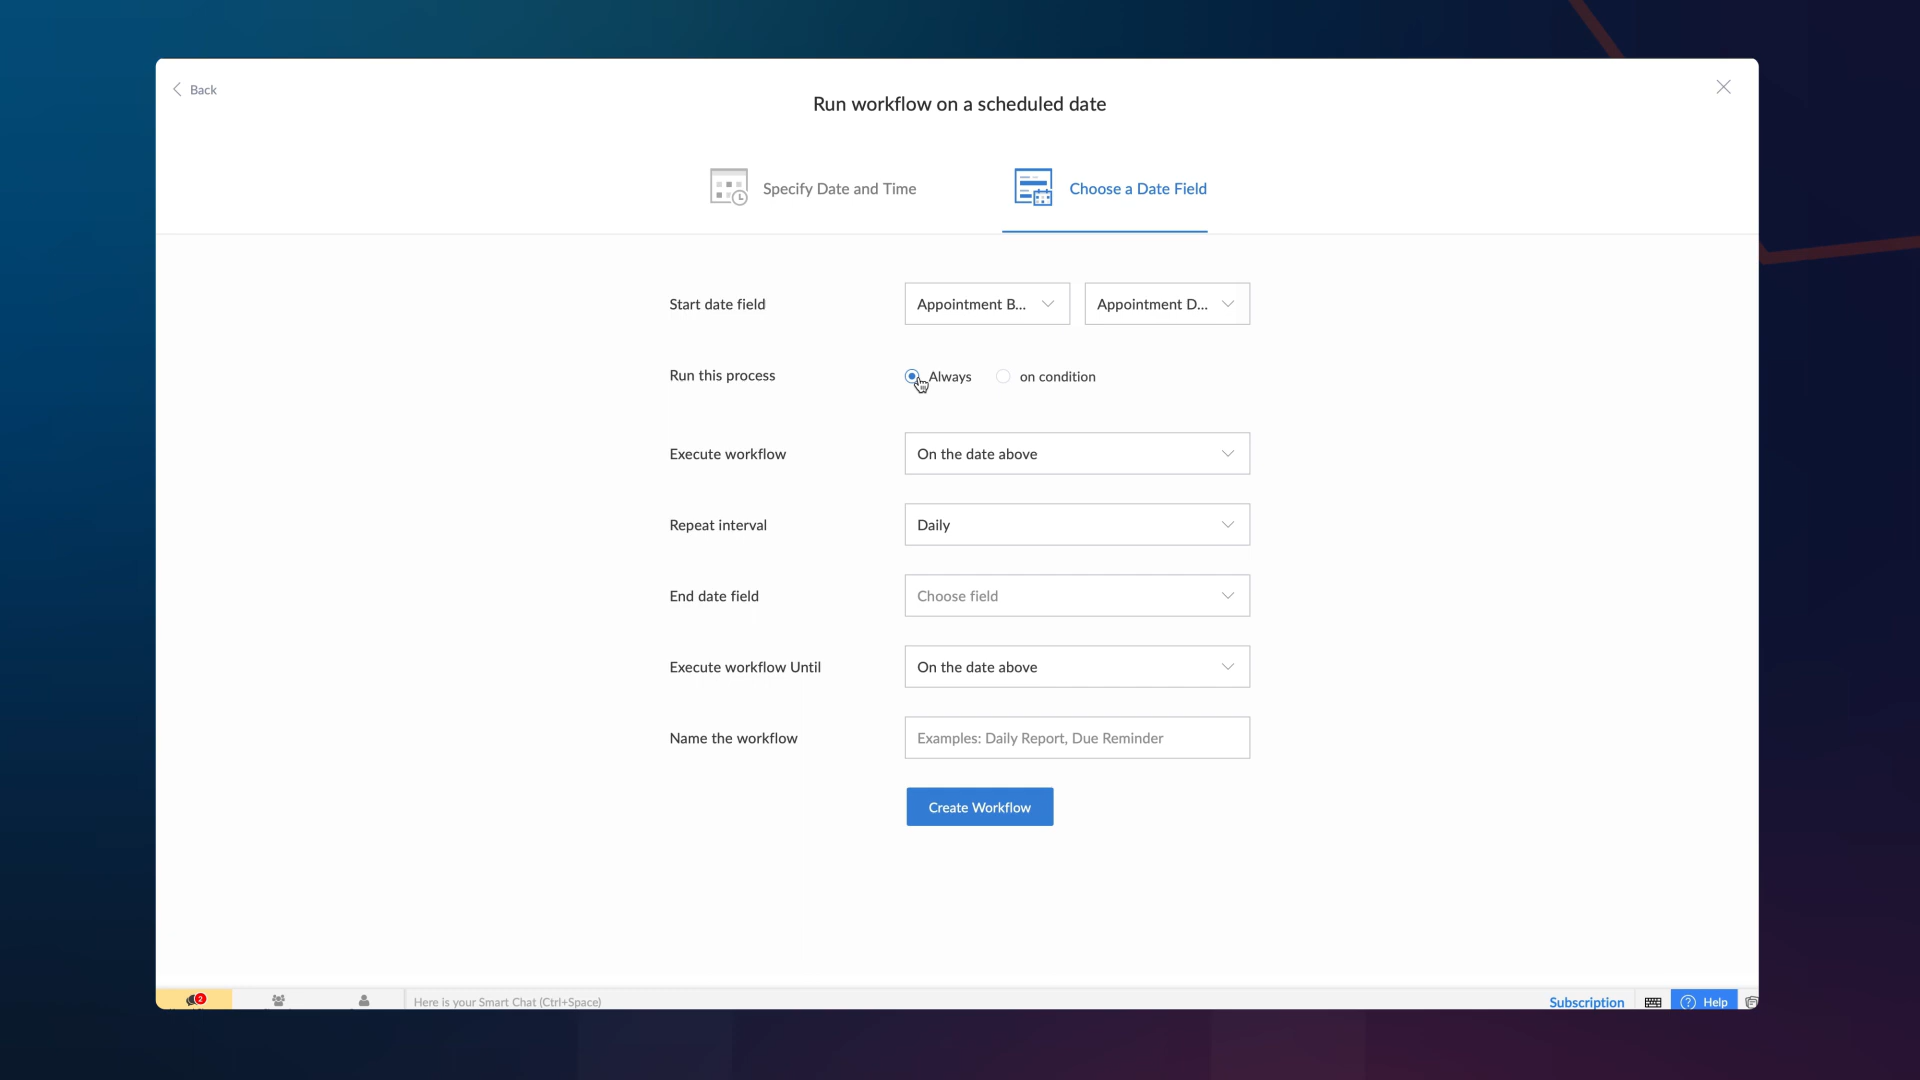 Back
Run workflow on a scheduled date
Specify Date and Time
Choose a Date Field
Start date field
Appointment B...
Appointment D...
Run this process
Always
on condition
Execute workflow
On the date above
Repeat interval
Daily
End date field
Choose field
Execute workflow Until
On the date above
Name the workflow
Examples: Daily Report, Due Reminder
Create Workflow
2
Here is your Smart Chat (Ctrl+Space)
Subscription
? Help